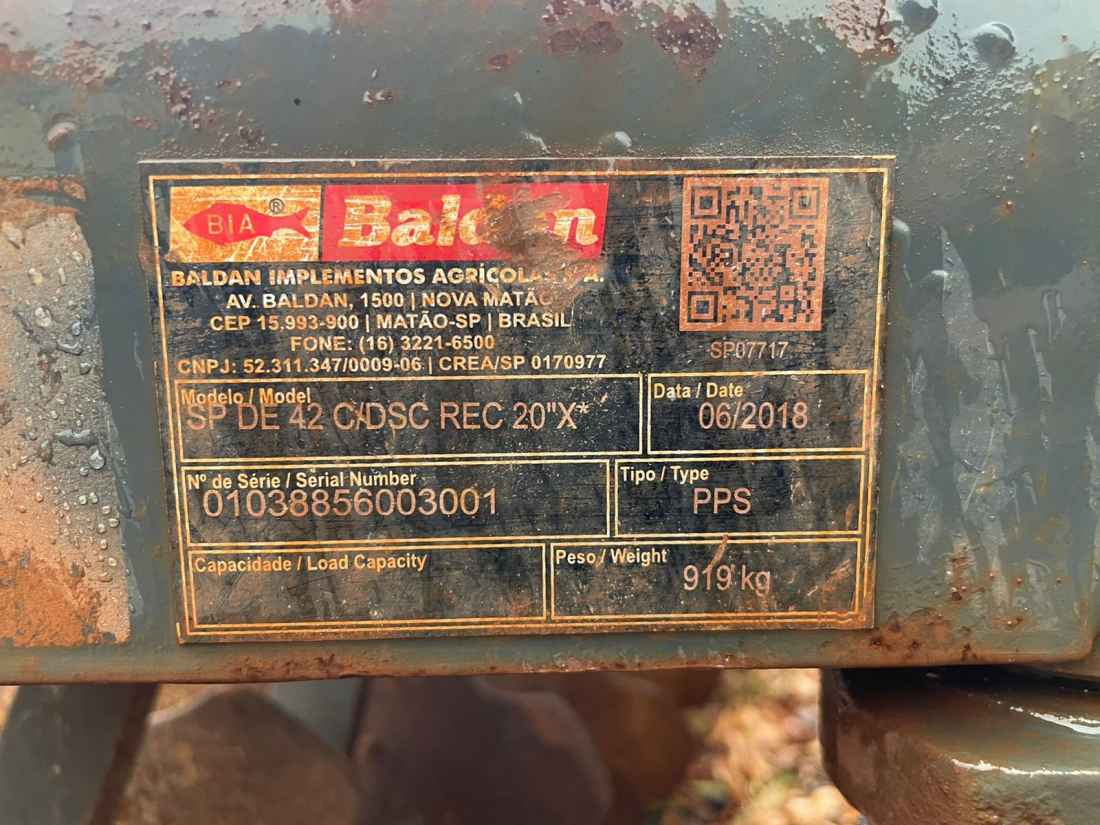 BIA ®
Baldan
BALDAN IMPLEMENTOS AGRÍCOLAS .A.
AV. BALDAN, 1500 | NOVA MATÃO
CEP 15.993-900 | MATÃO-SP | BRASIL
FONE: (16) 3221-6500
CNPJ: 52.311.347/0009-06 | CREA/SP 0170977
SP07717
Modelo / Model
SP DE 42 C/DSC REC 20"X*
Data / Date
06/2018
Nº de Série / Serial Number
01038856003001
Tipo / Type
PPS
Capacidade / Load Capacity
Peso / Weight
919 kg